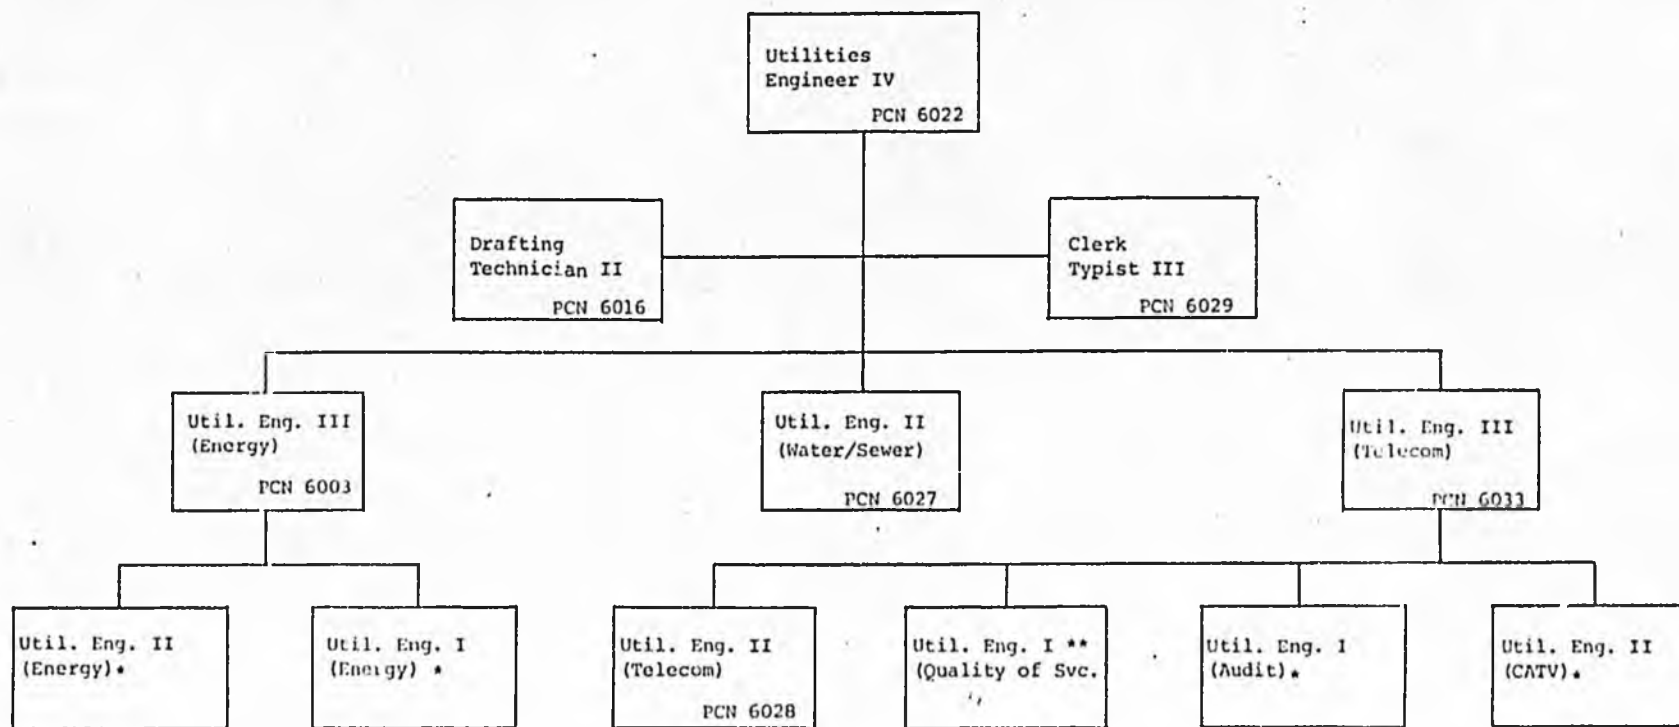 Utilities
Engineer IV
PCN 6022
Drafting
Technician II
PCN 6016
Clerk
Typist III
PCN 6029
Util. Eng. III
(Energy)
PCN 6003
Util. Eng. II
(Water/Sewer)
PCN 6027
Util. Eng. III
(Telecom)
PCN 6033
Util. Eng. II
(Energy)*
Util. Eng. I
(Energy) *
Util. Eng. II
(Telecom)
PCN 6028
Util. Eng. I **
(Quality of Svc.
Util. Eng. I
(Audit)*
Util. Eng. II
(CATV)*